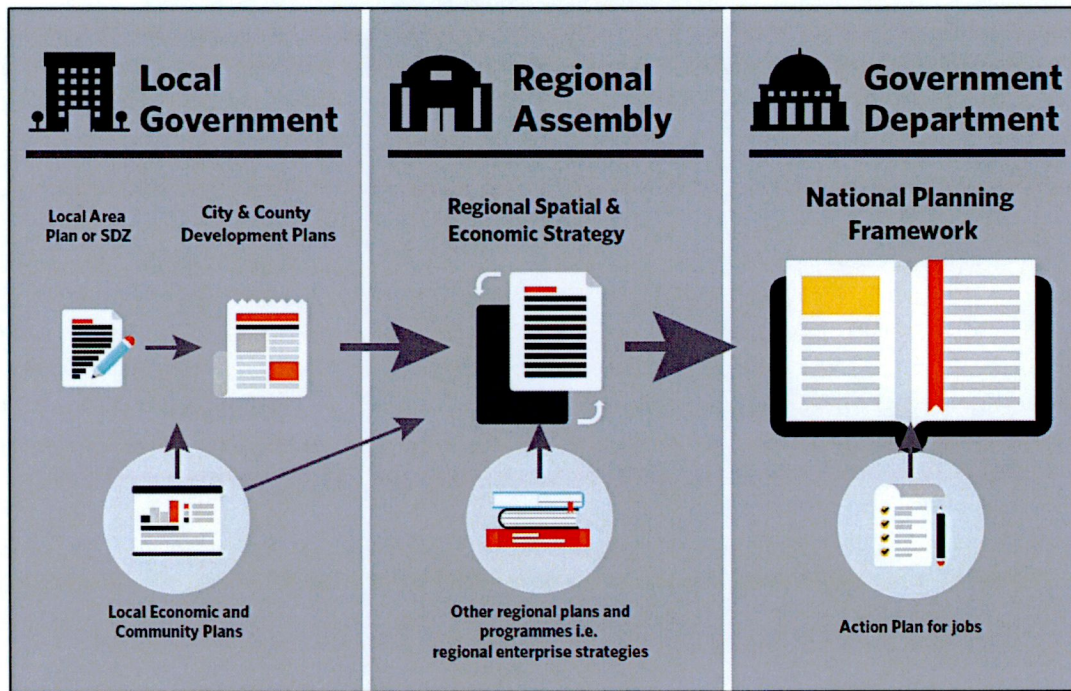 Local
Government
Regional
Assembly
Government
Department
Local Area
Plan or SDZ
City & County
Development Plans
Regional Spatial &
Economic Strategy
National Planning
Framework
Local Economic and
Community Plans
Other regional plans and
programmes i.e.
regional enterprise strategies
Action Plan for jobs